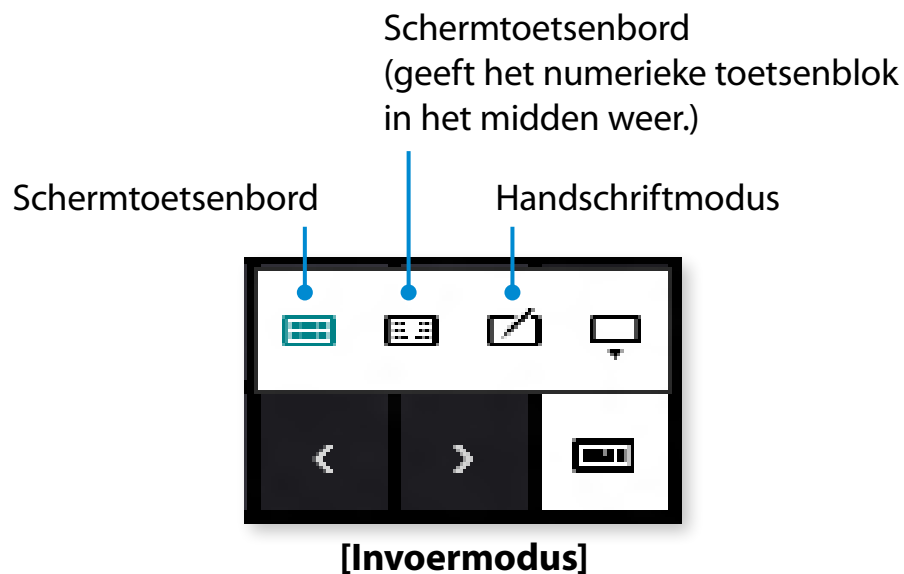 Schermtoetsenbord
(geeft het numerieke toetsenblok
in het midden weer.)
Schermtoetsenbord
Handschriftmodus
[Invoermodus]